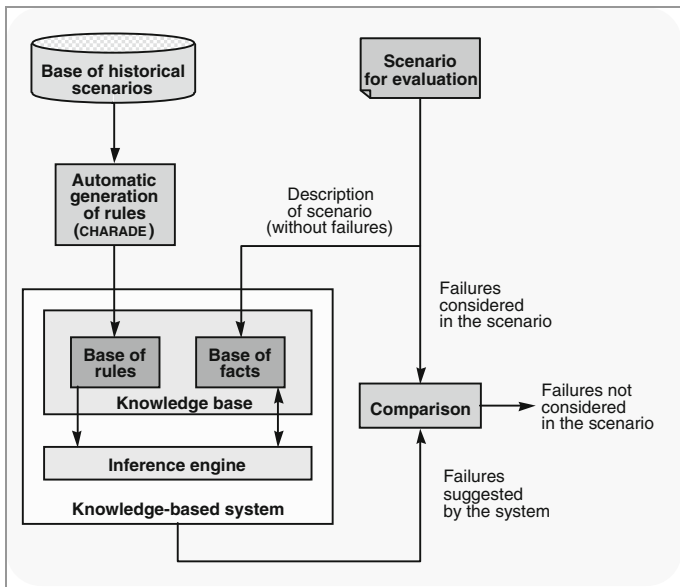 Base of historical
scenarios
Scenario
for evaluation
Automatic
generation
of rules
(CHARADE)
Description
of scenario
(without failures)
Failures
considered
in the scenario
Base of
rules
Base of
facts
Knowledge base
Inference engine
Knowledge-based system
Comparison
Failures not
considered
in the scenario
Failures
suggested
by the system